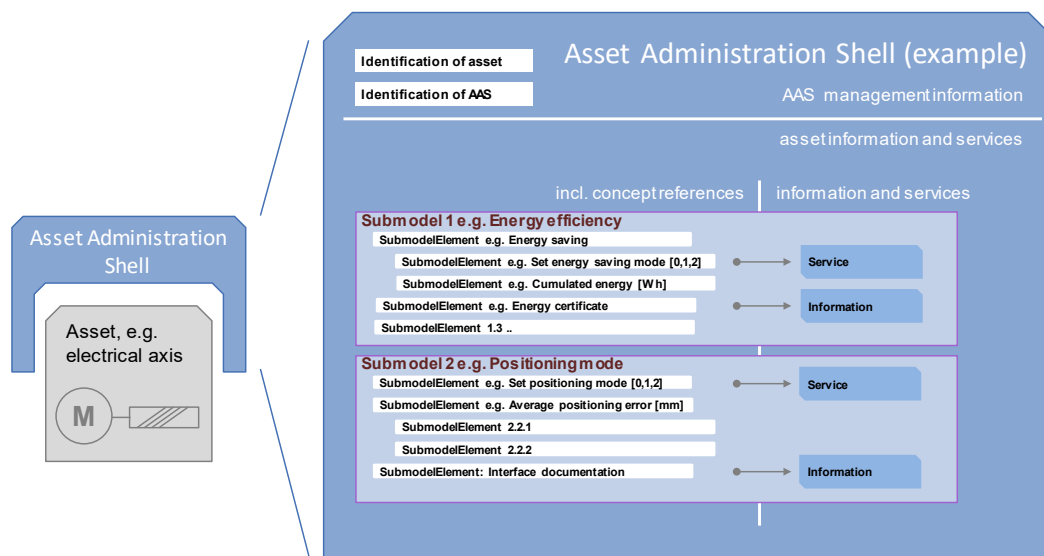 Asset Administration Shell (example)
Identification of asset
Identification of AAS
AAS management information
asset information and services
incl. concept references
information and services
Asset Administration
Shell
Asset, e.g.
electrical axis
M
Submodel 1 e.g. Energy efficiency
SubmodelElement e.g. Energy saving
SubmodelElement e.g. Set energy saving mode [0,1,2]
Service
SubmodelElement e.g. Cumulated energy [W h]
SubmodelElement e.g. Energy certificate
Information
SubmodelElement 1.3 ..
Submodel 2 e.g. Positioning mode
SubmodelElement e.g. Set positioning mode [0,1,2]
Service
SubmodelElement e.g. Average positioning error [mm]
SubmodelElement 2.2.1
SubmodelElement 2.2.2
SubmodelElement: Interface documentation
Information